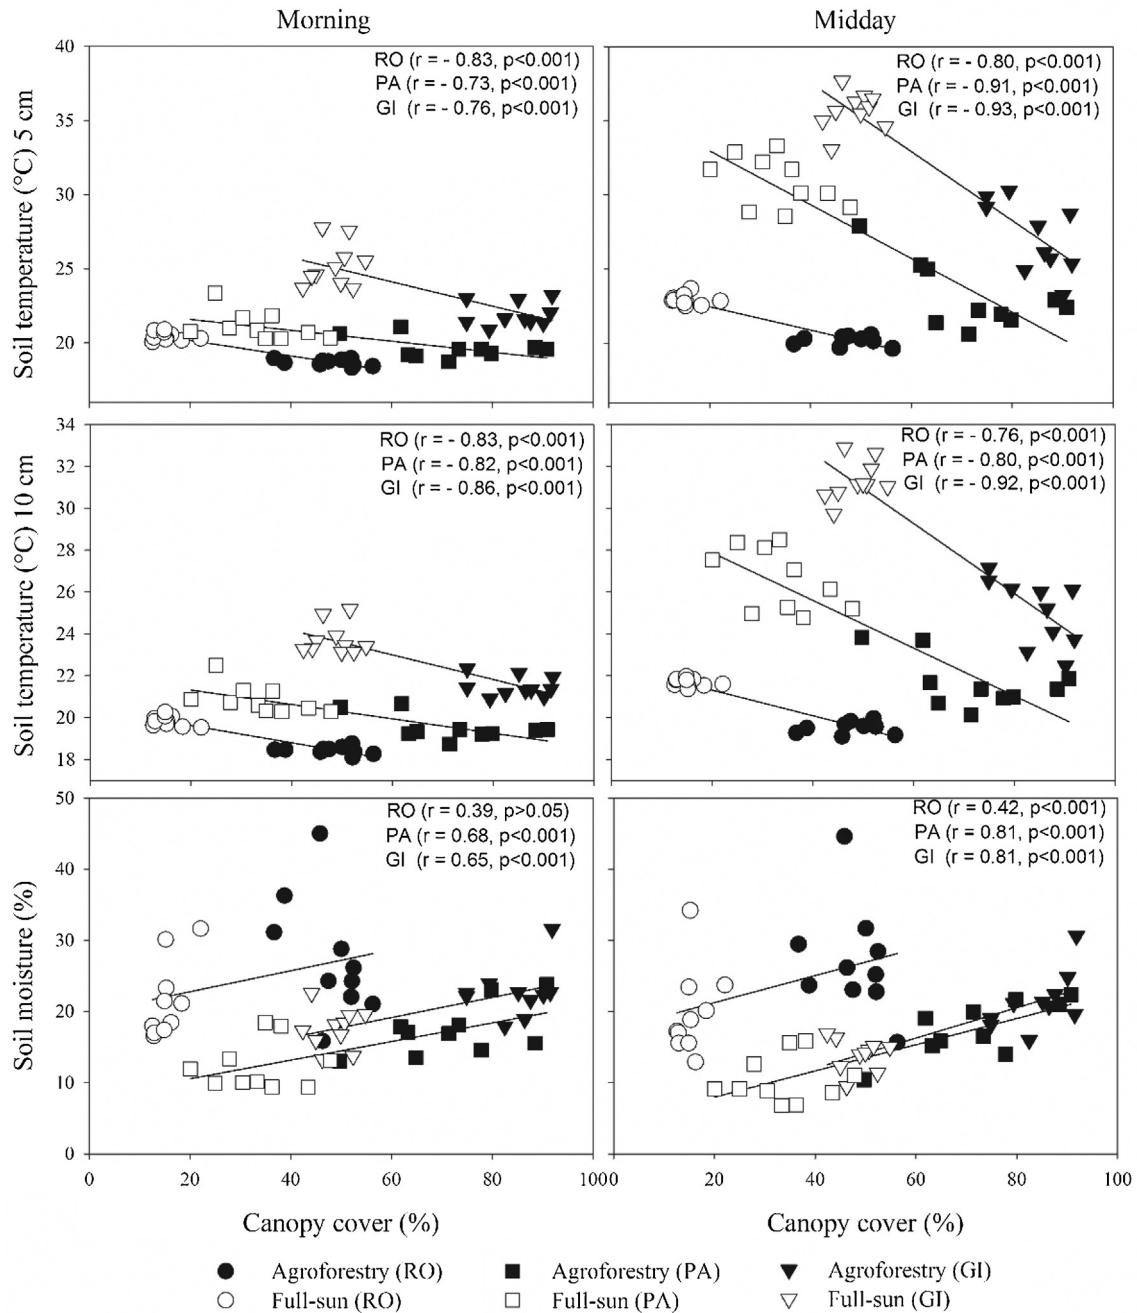 Morning
Midday
Soil temperature (°C) 5 cm
40
35
30
25
20
RO (r = - 0.83, p<0.001)
PA (r = - 0.73, p<0.001)
GI (r = - 0.76, p<0.001)
RO (r = - 0.80, p<0.001)
PA (r = - 0.91, p<0.001)
GI (r = - 0.93, p<0.001)
Soil temperature (°C) 10 cm
34
32
30
28
26
24
22
20
18
RO (r = - 0.83, p<0.001)
PA (r = - 0.82, p<0.001)
GI (r = - 0.86, p<0.001)
RO (r = - 0.76, p<0.001)
PA (r = - 0.80, p<0.001)
GI (r = - 0.92, p<0.001)
Soil moisture (%)
50
40
30
20
10
0
RO (r = 0.39, p>0.05)
PA (r = 0.68, p<0.001)
GI (r = 0.65, p<0.001)
RO (r = 0.42, p<0.001)
PA (r = 0.81, p<0.001)
GI (r = 0.81, p<0.001)
0 20 40 60 80 100
20 40 60 80 100
Canopy cover (%)
Canopy cover (%)
Agroforestry (RO)
Agroforestry (PA)
Agroforestry (GI)
Full-sun (RO)
Full-sun (PA)
Full-sun (GI)